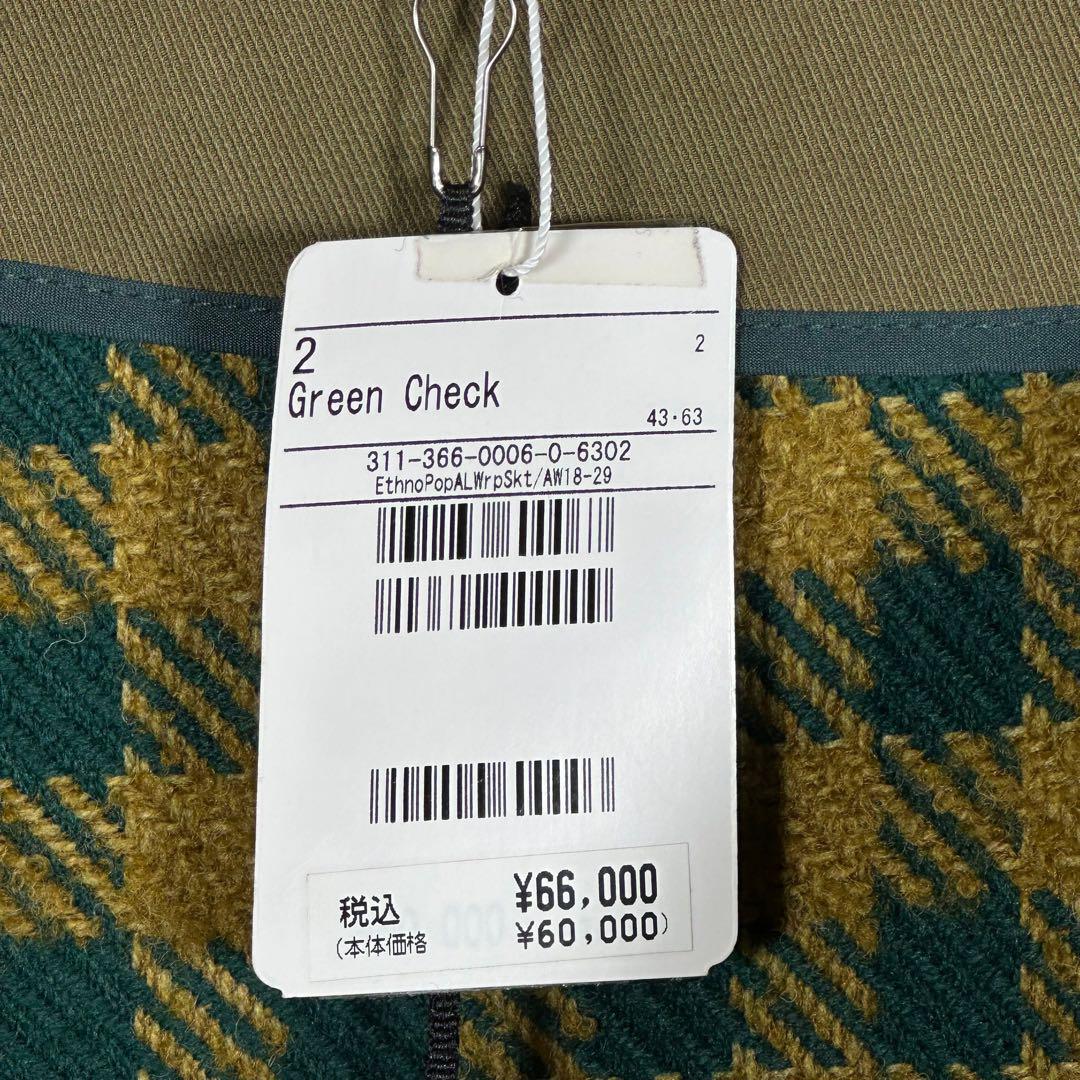 2
2
Green Check
43･63
311-366-0006-0-6302
EthnoPopALWrpSkt/AW18-29
税込 ¥66,000
(本体価格 ¥60,000)